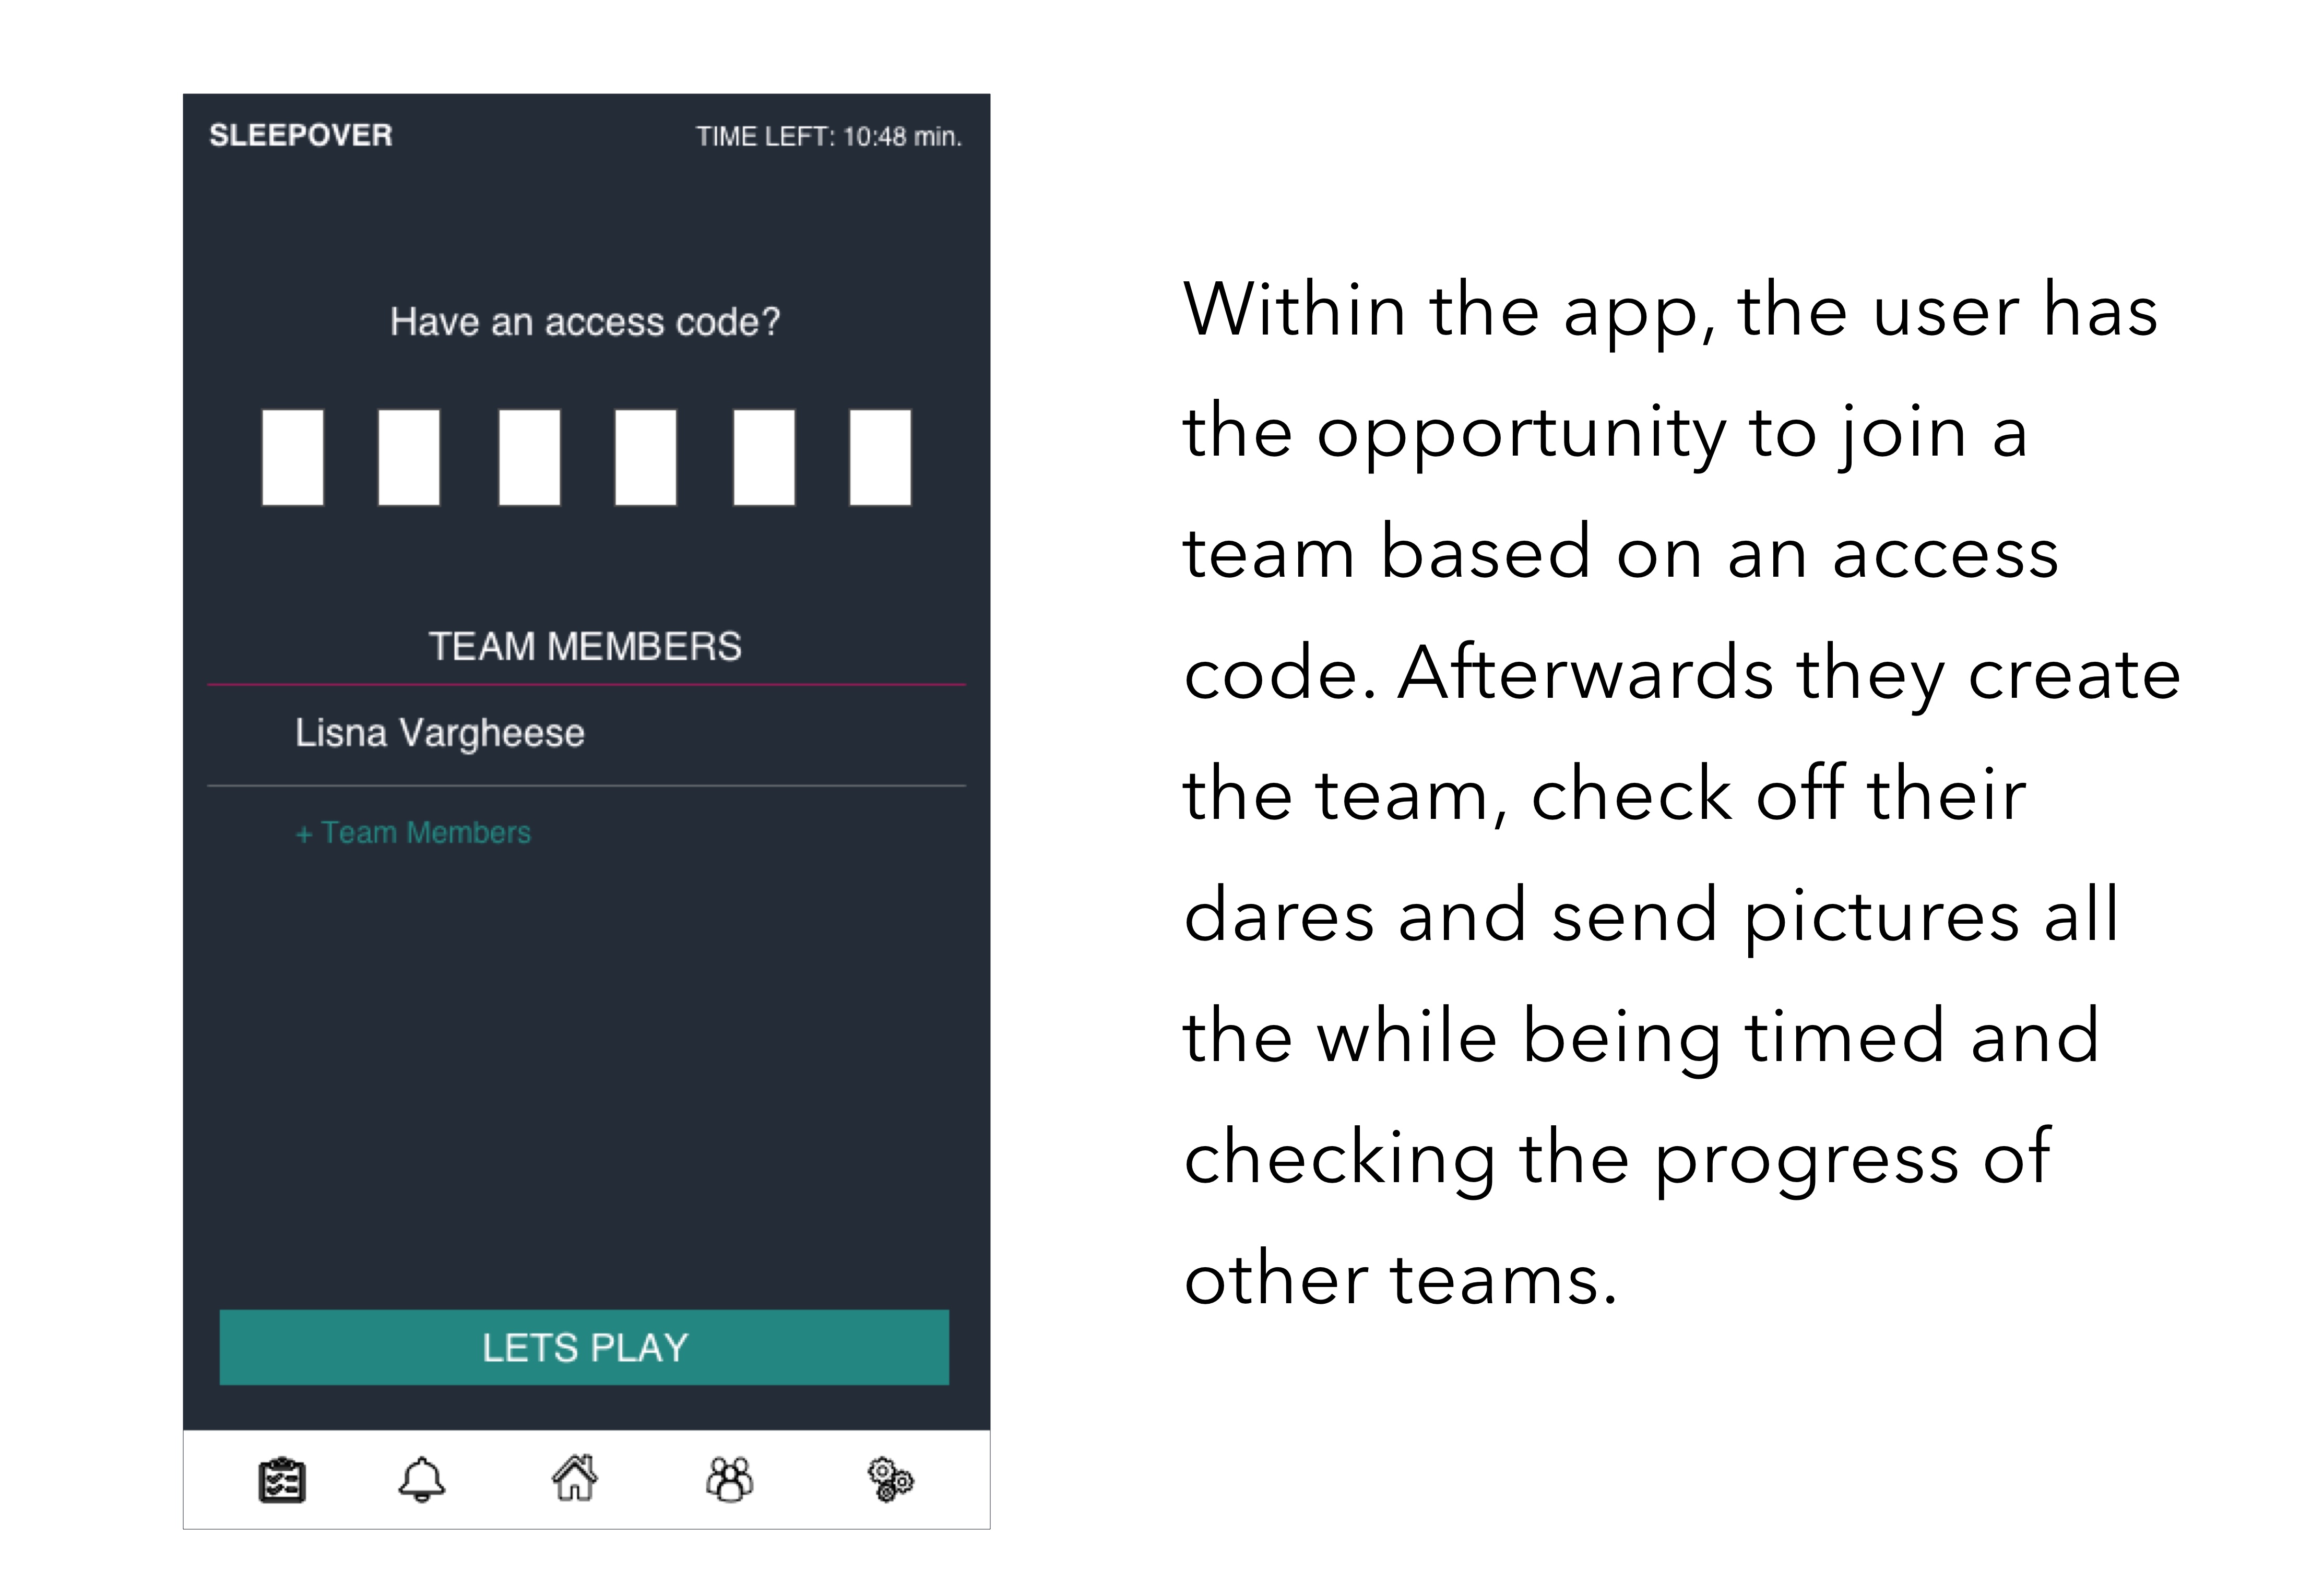 SLEEPOVER
TIME LEFT: 10:48 min.
Have an access code?
TEAM MEMBERS
Lisna Vargheese
+ Team Members
LETS PLAY
Within the app, the user has
the opportunity to join a
team based on an access
code. Afterwards they create
the team, check off their
dares and send pictures all
the while being timed and
checking the progress of
other teams.